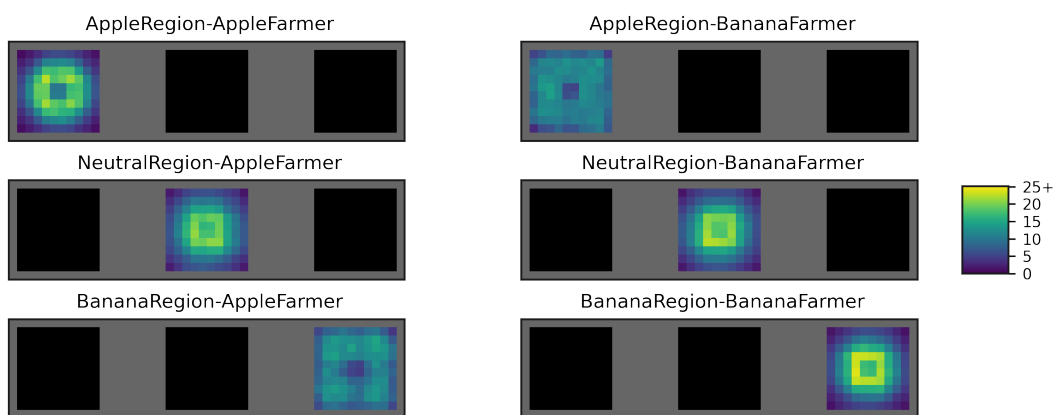 AppleRegion-AppleFarmer
AppleRegion-BananaFarmer
NeutralRegion-AppleFarmer
NeutralRegion-BananaFarmer
25+
20
15
10
5
0
BananaRegion-AppleFarmer
BananaRegion-BananaFarmer